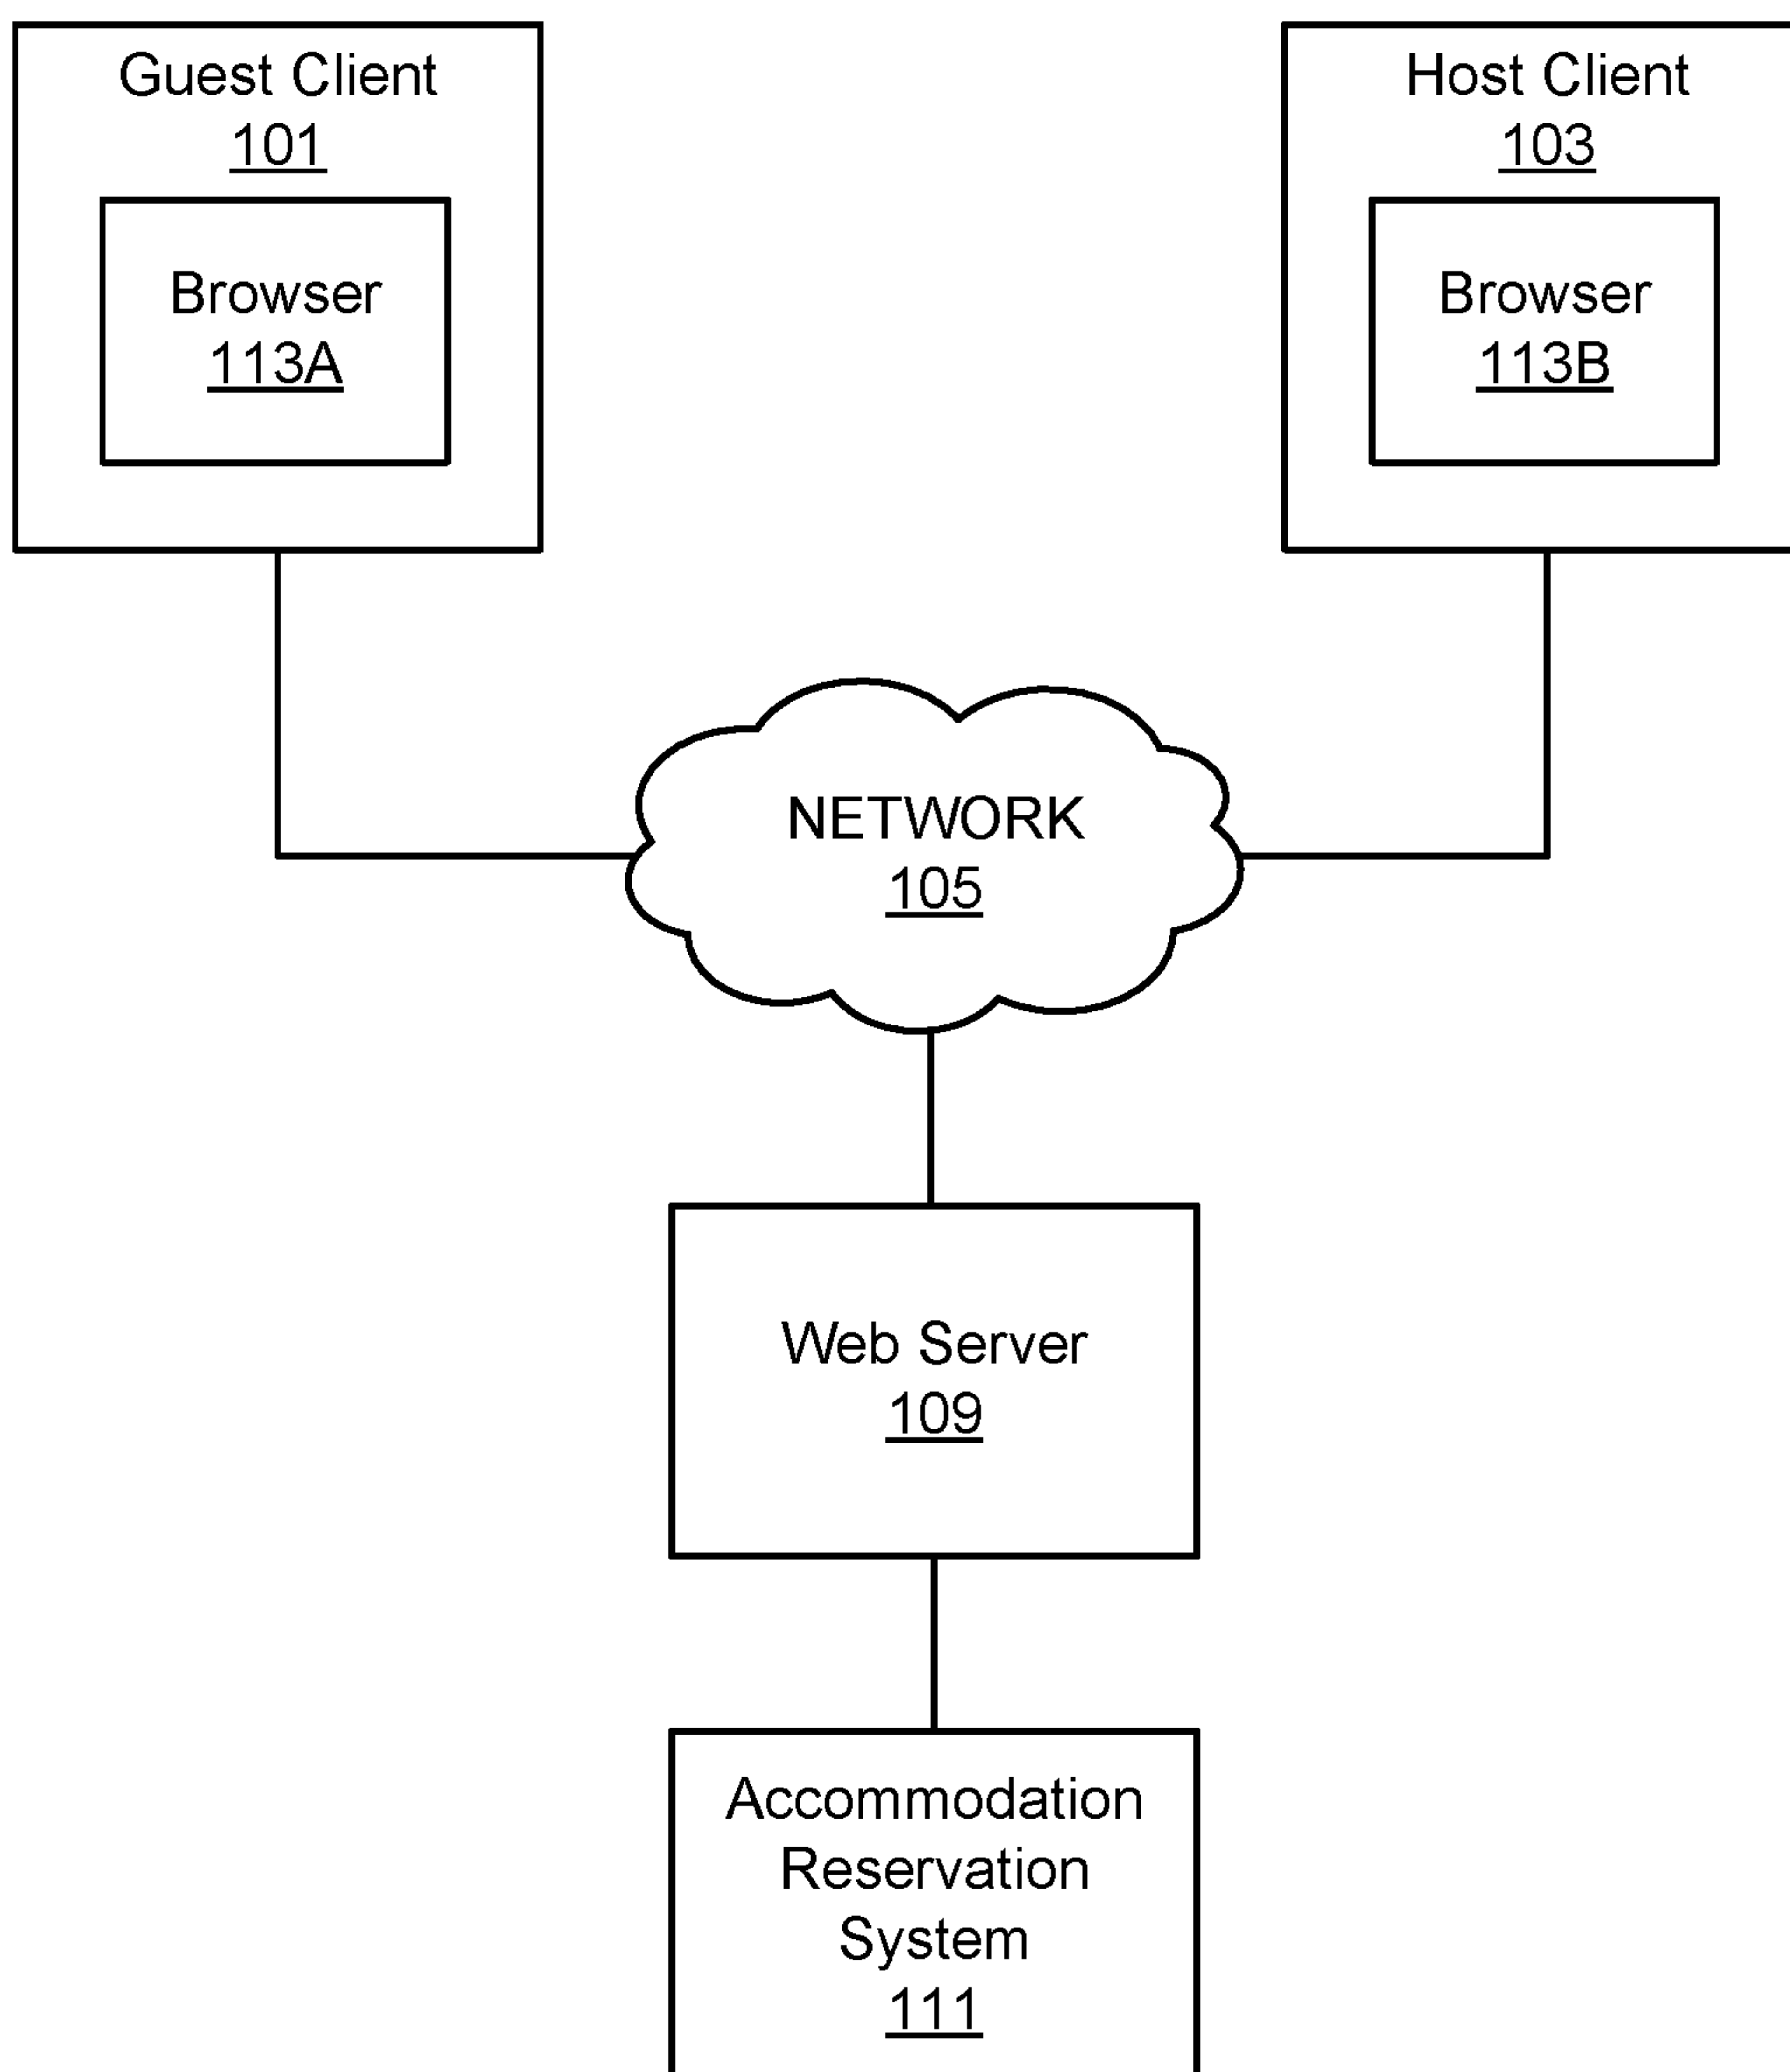 Guest Client
101
Browser
113A
Host Client
103
Browser
113B
NETWORK
105
Web Server
109
Accommodation
Reservation
System
111